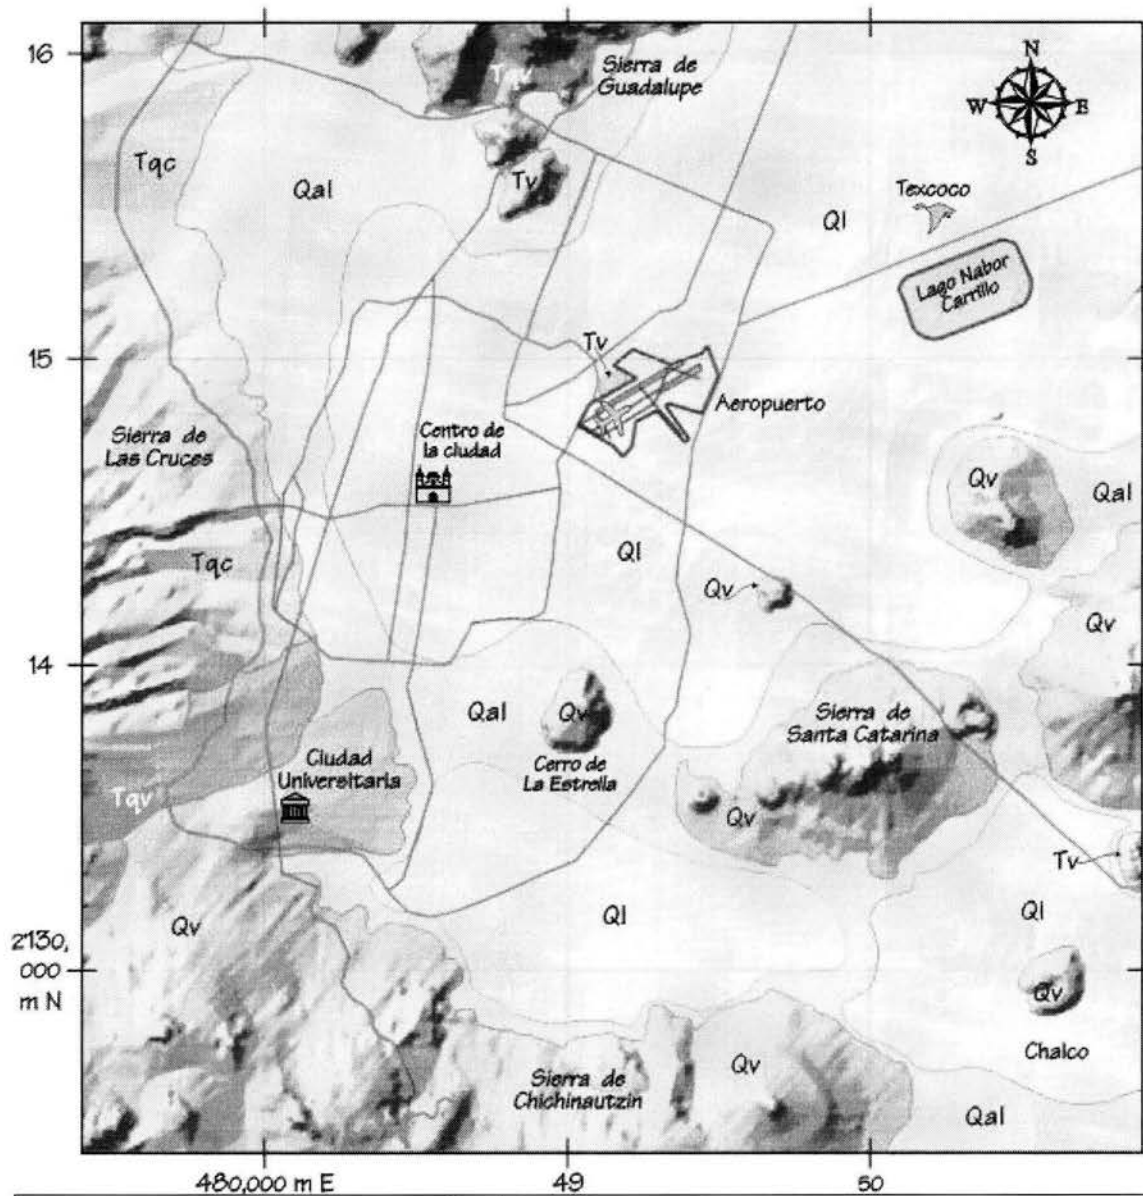 16
Tqv
Sierra de
Guadalupe
N
W
E
S
Tqc
Qal
Tv
Texcoco
Ql
Lago Nabor
Carrillo
15
Tv
Aeropuerto
Sierra de
Las Cruces
Centro de
la ciudad
Qv
Qal
Ql
Tqc
Qv
Qv
14
Qal
Qv
Sierra de
Santa Catarina
Cerro de
La Estrella
Ciudad
Universitaria
Tqv
Qv
Tv
Qv
Ql
Ql
2'130,
000
m N
Qv
Chalco
Qv
Sierra de
Chichinautzin
Qal
480,000 m E
49
50